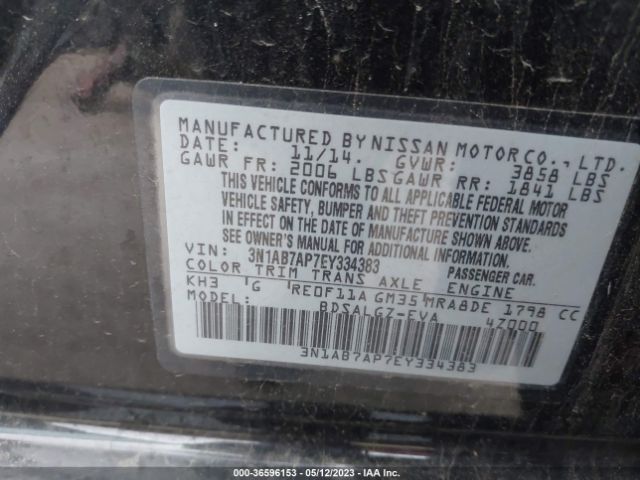 MANUFACTURED BY NISSAN MOTOR CO., LTD.
DATE: 11/14. GVWR: 3858 LBS
GAWR FR: 2006 LBS GAWR RR: 1841 LBS
THIS VEHICLE CONFORMS TO ALL APPLICABLE FEDERAL MOTOR
VEHICLE SAFETY, BUMPER AND THEFT PREVENTION STANDARDS
IN EFFECT ON THE DATE OF MANUFACTURE SHOWN ABOVE.
SEE OWNER'S MANUAL FOR ADDITIONAL INFORMATION.
VIN: 3N1AB7AP7EY334383 PASSENGER CAR.
COLOR TRIM TRANS AXLE ENGINE
KH3 G RE0F11A GM35 MRA8DE 1798 CC
MODEL: BDSALGZ-EVA 4Z000
3N1AB7AP7EY334383
000-36596153 - 05/12/2023 - IAA Inc.